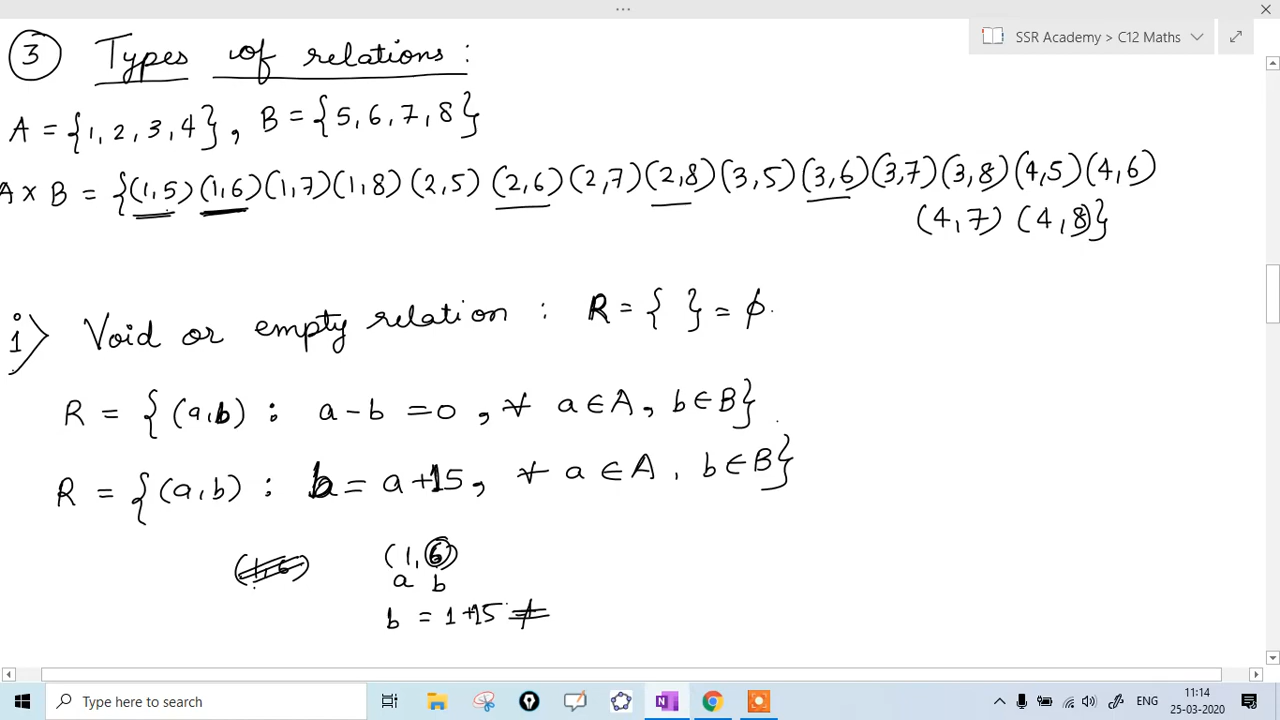 SSR Academy > C12 Maths
③ Types of relations :
A = {1, 2, 3, 4} , B = {5, 6, 7, 8}
A x B = {(1,5) (1,6) (1,7) (1,8) (2,5) (2,6) (2,7) (2,8) (3,5) (3,6) (3,7) (3,8) (4,5) (4,6)
(4,7) (4,8)}
i) Void or empty relation : R = { } = ϕ.
R = {(a,b) : a - b = 0 , ∀ a ∈ A , b ∈ B}
R = {(a,b) : b = a + 15 , ∀ a ∈ A , b ∈ B}
(1, 6)
a b
b = 1 + 15 ≠
Type here to search
ENG
11:14
25-03-2020